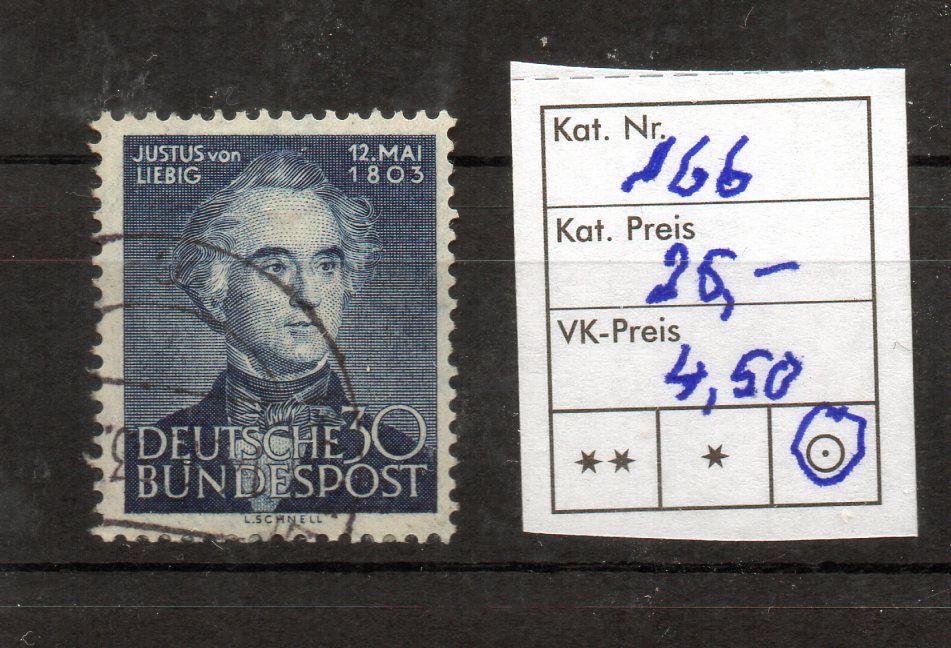 JUSTUS von
LIEBIG
12. MAI
1803
DEUTSCHE 30
BUNDESPOST
L. SCHNELL
Kat. Nr.
166
Kat. Preis
26,-
VK-Preis
4,50